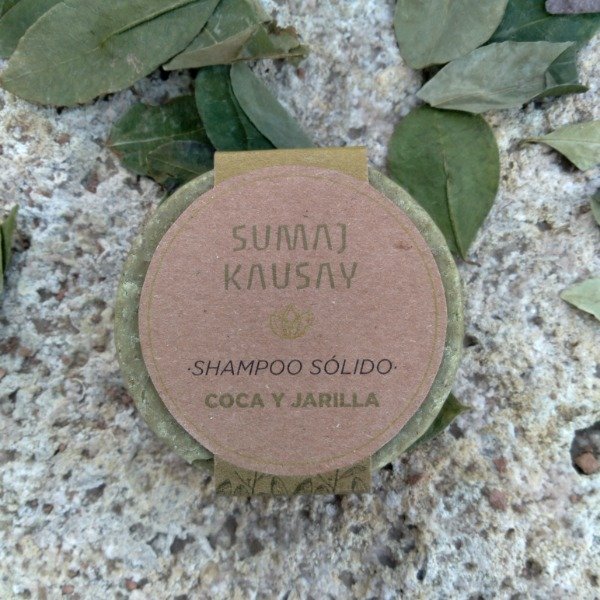 SUMAJ
KAUSAY
·SHAMPOO SÓLIDO·
COCA Y JARILLA